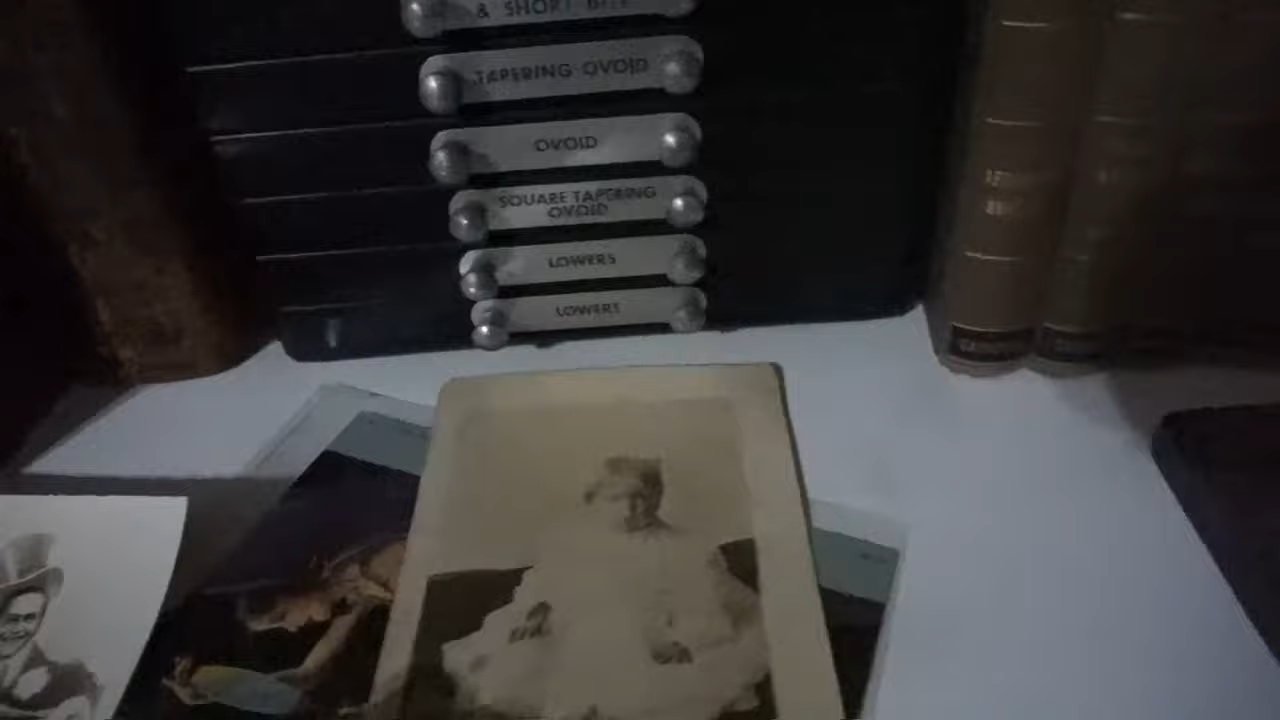 & SHORT
TAPERING OVOID
OVOID
SQUARE TAPERING
OVOID
LOWERS
LOWERS